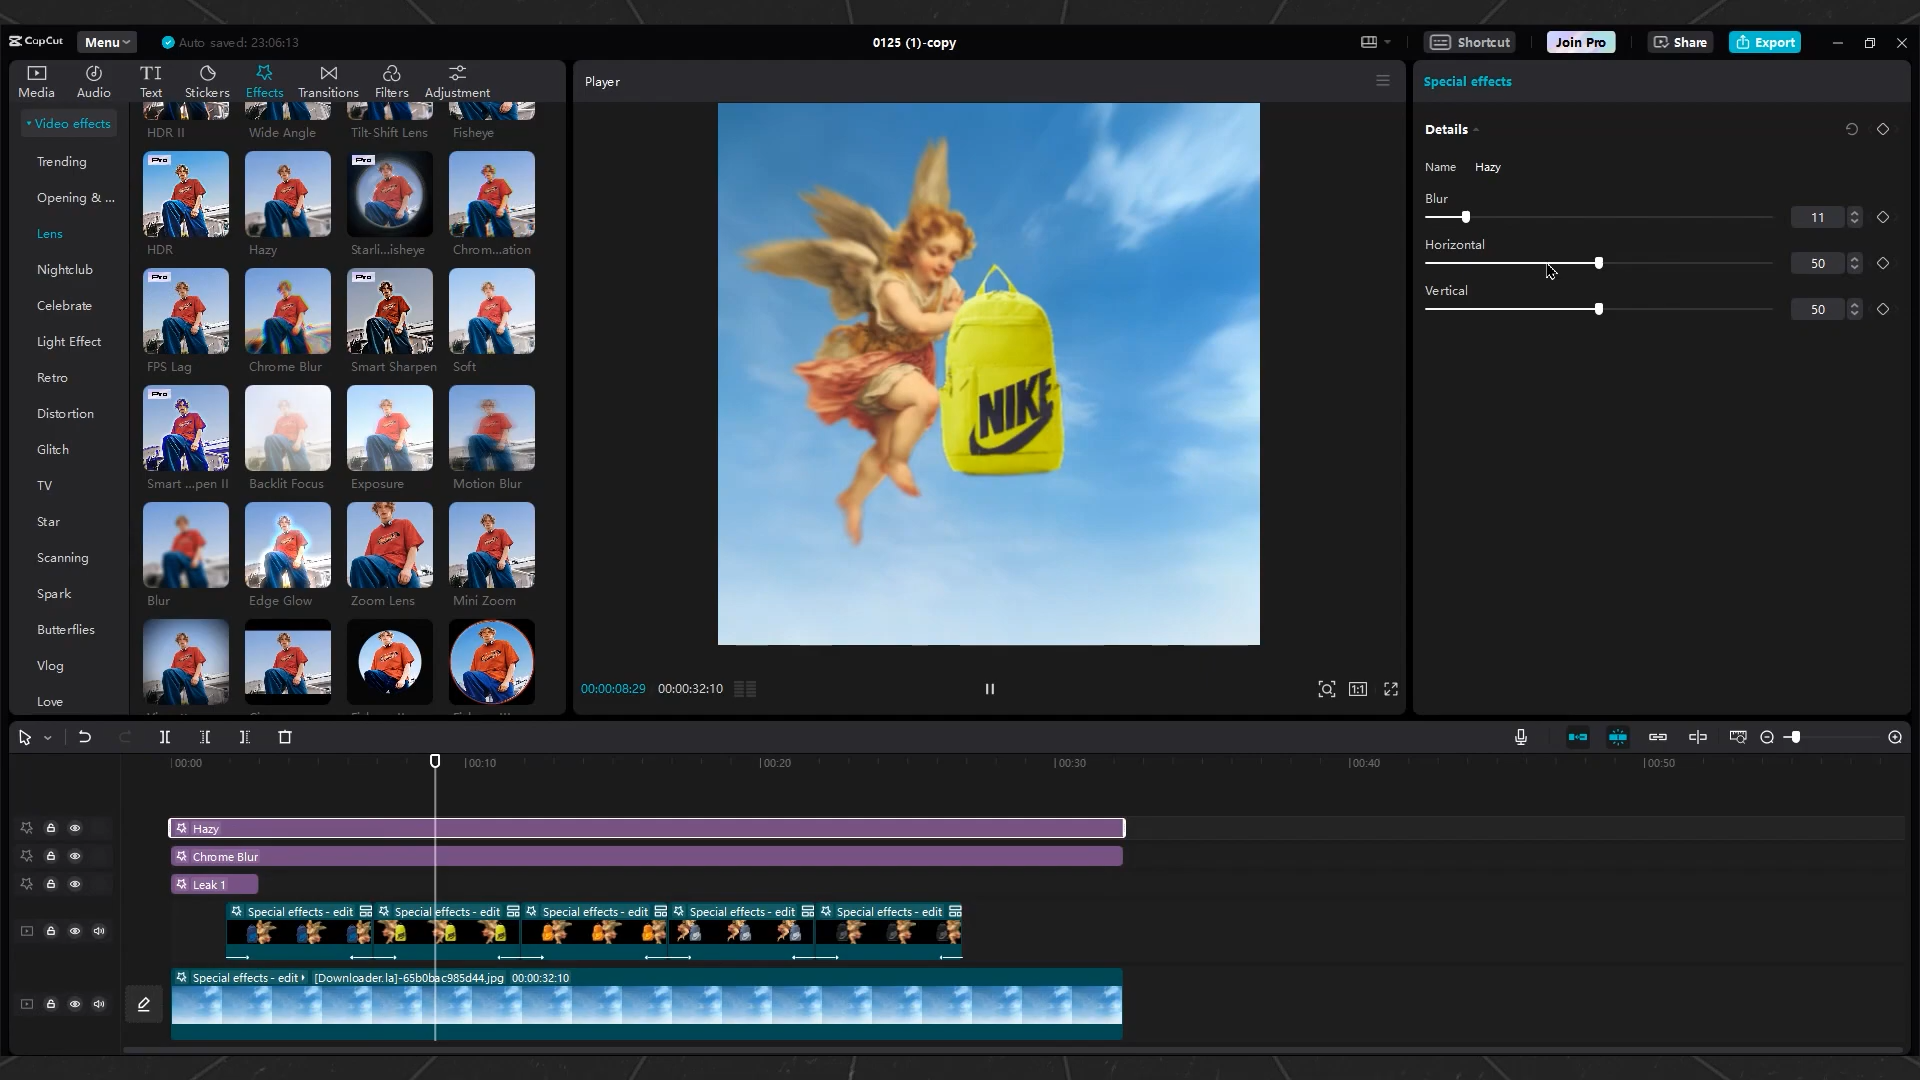 CapCut
Menu
Auto saved: 23:06:13
0125 (1)-copy
Shortcut
Join Pro
Share
Export
Media
Audio
TI
Text
Stickers
Effects
Transitions
Filters
Adjustment
Video effects
Trending
Opening & ...
Lens
Nightclub
Celebrate
Light Effect
Retro
Distortion
Glitch
TV
Star
Scanning
Spark
Butterflies
Vlog
Love
HDR II
Wide Angle
Tilt-Shift Lens
Fisheye
Pro
Pro
HDR
Hazy
Starli...isheye
Chrom...ation
Pro
Pro
FPS Lag
Chrome Blur
Smart Sharpen
Soft
Pro
Smart ...pen II
Backlit Focus
Exposure
Motion Blur
Blur
Edge Glow
Zoom Lens
Mini Zoom
Player
NIKE
00:00:08:29
00:00:32:10
1:1
Special effects
Details
Name Hazy
Blur
11
Horizontal
50
Vertical
50
00:00
00:10
00:20
00:30
00:40
00:50
Hazy
Chrome Blur
Leak 1
Special effects - edit
Special effects - edit
Special effects - edit
Special effects - edit
Special effects - edit
Special effects - edit
[Downloader.la]-65b0bac985d44.jpg
00:00:32:10